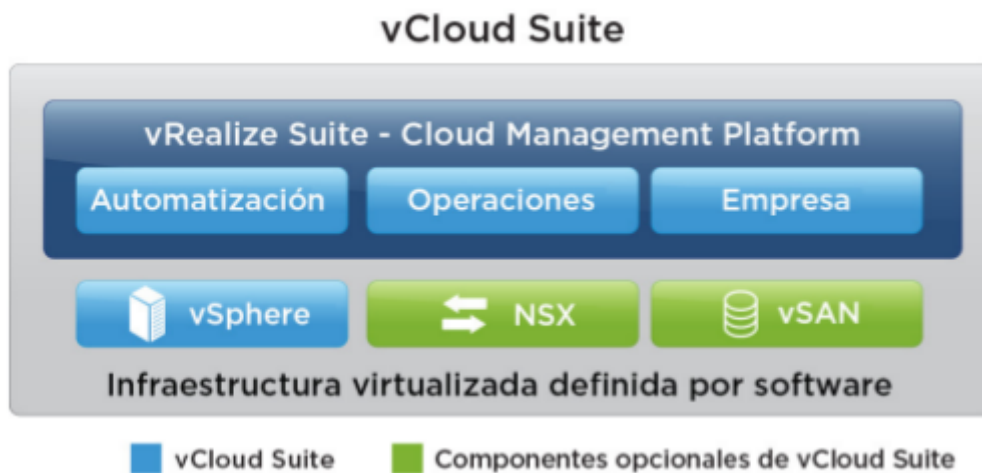 vCloud Suite
vRealize Suite - Cloud Management Platform
Automatización
Operaciones
Empresa
vSphere
NSX
vSAN
Infraestructura virtualizada definida por software
vCloud Suite
Componentes opcionales de vCloud Suite